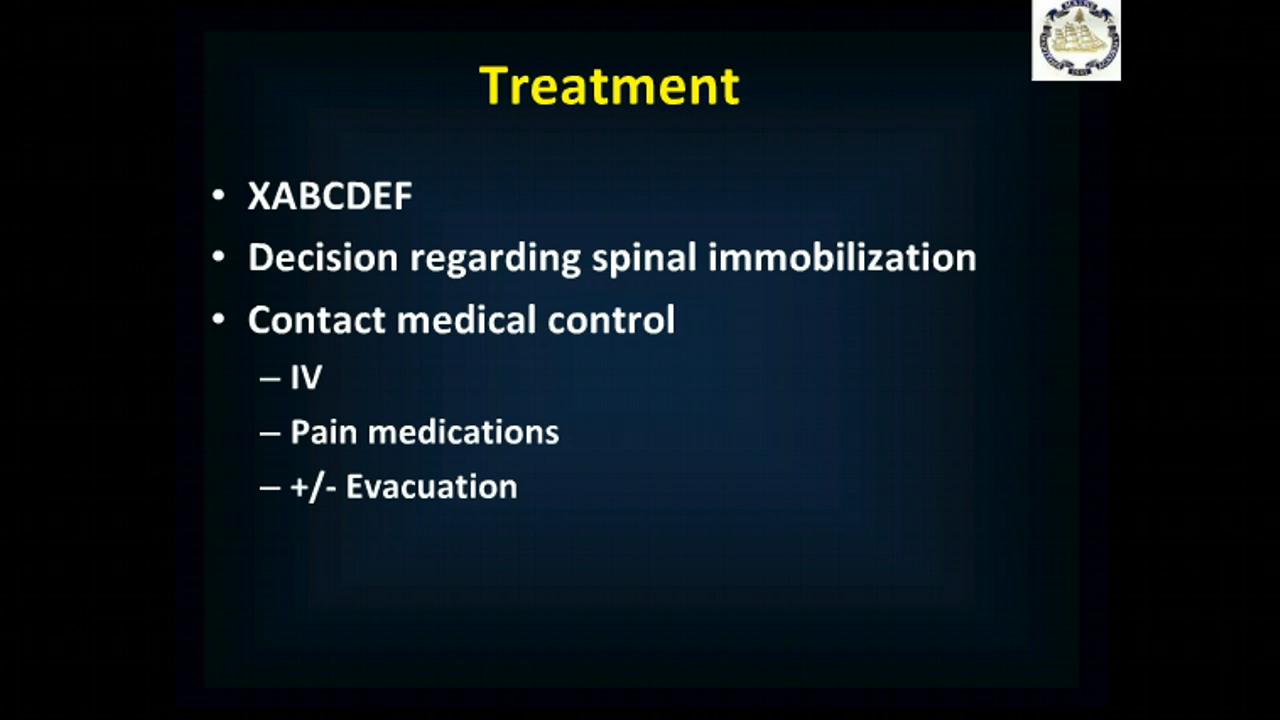 Treatment
• XABCDEF
• Decision regarding spinal immobilization
• Contact medical control
– IV
– Pain medications
– +/- Evacuation